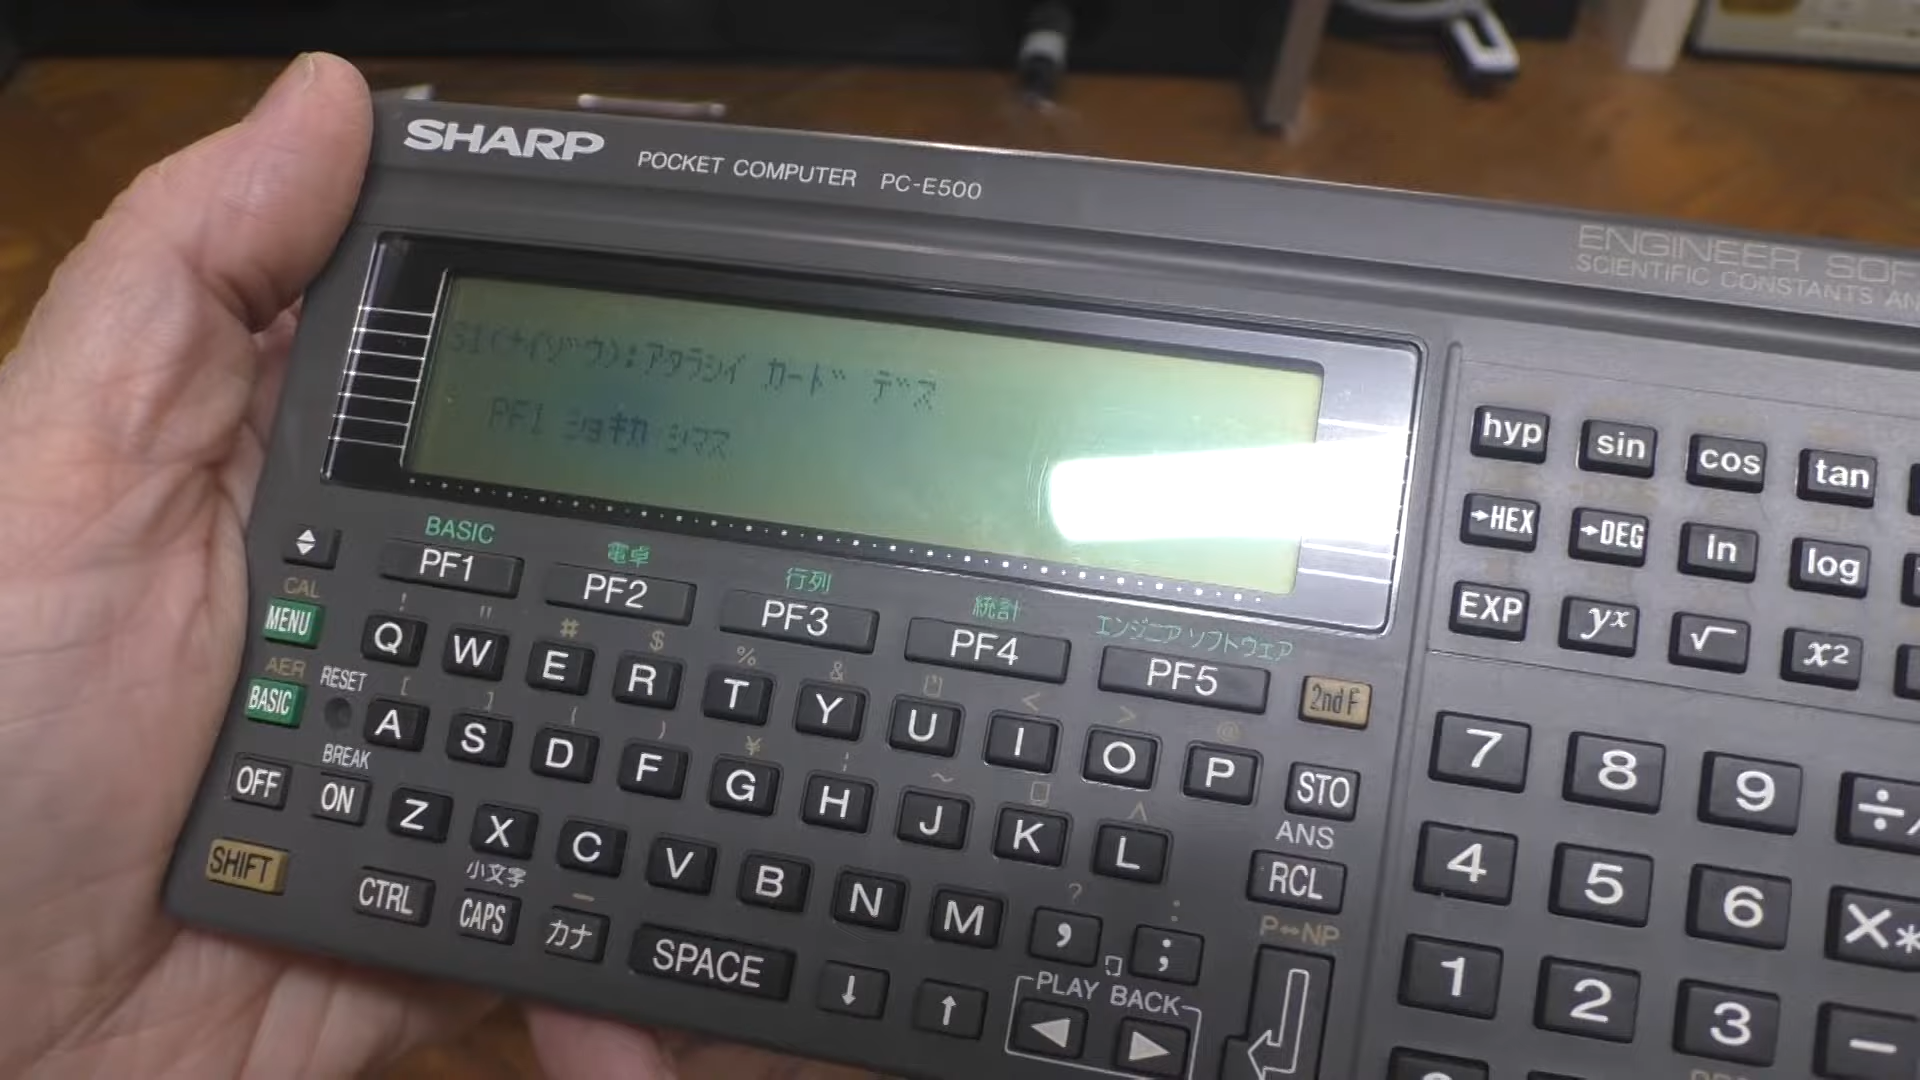 SHARP POCKET COMPUTER PC-E500
ENGINEER SOF
SCIENTIFIC CONSTANTS AN
S1(ナイゾウ):アタラシイ カード デス
PF1 ショキカ シマス
BASIC 電卓 行列 統計 エンジニア ソフトウェア
PF1 PF2 PF3 PF4 PF5 2nd F
hyp sin cos tan
→HEX →DEG ln log
EXP yx √ x2
CAL
MENU
! " # $ % &
Q W E R T Y U I O P
AER
BASIC
RESET
[ ] ( ) ¥ ; ~ < > @ ^
A S D F G H J K L
STO
ANS
RCL
P↔NP
OFF
BREAK
ON
Z X C V B N M , ;
? :
SHIFT
CTRL
小文字
CAPS
カナ
SPACE ↓ ↑
PLAY BACK
◀ ▶
7 8 9 ÷
4 5 6 X*
1 2 3 −